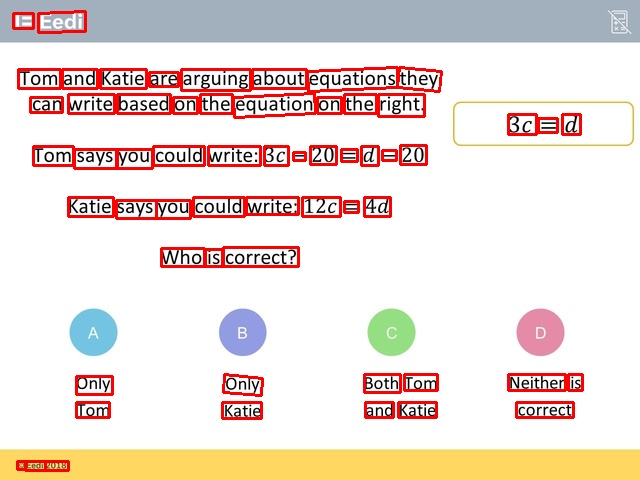 Eedi
Tom and Katie are arguing about equations they
can write based on the equation on the right.
3c = d
Tom says you could write: 3c − 20 = d − 20
Katie says you could write: 12c = 4d
Who is correct?
A
B
C
D
Only
Tom
Only
Katie
Both Tom
and Katie
Neither is
correct
© Eedi 2018